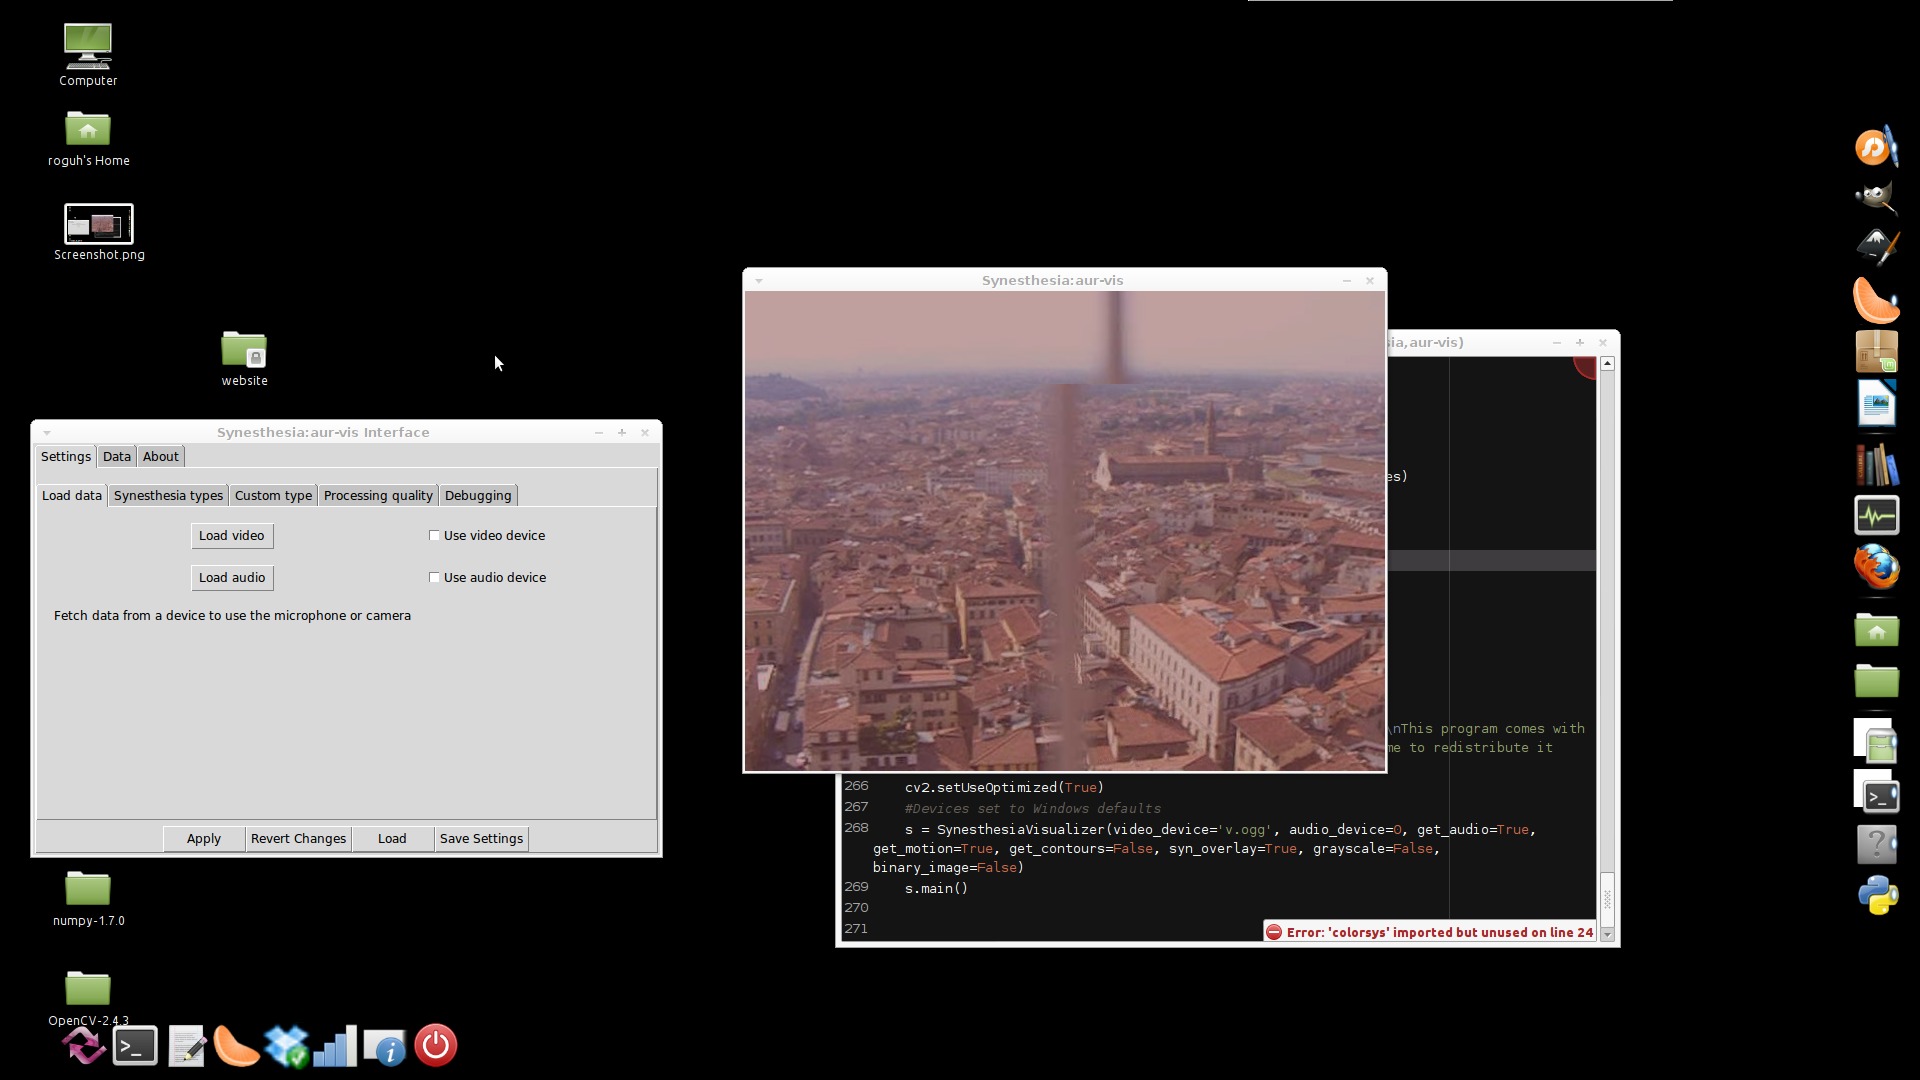 Computer
roguh's Home
Screenshot.png
website
Synesthesia:aur-vis Interface
Settings Data About
Load data Synesthesia types Custom type Processing quality Debugging
Load video Use video device
Load audio Use audio device
Fetch data from a device to use the microphone or camera
Apply Revert Changes Load Save Settings
numpy-1.7.0
OpenCV-2.4.3
Synesthesia:aur-vis
sia,aur-vis)
es)
\nThis program comes with
me to redistribute it
266 cv2.setUseOptimized(True)
267 #Devices set to Windows defaults
268 s = SynesthesiaVisualizer(video_device='v.ogg', audio_device=0, get_audio=True,
get_motion=True, get_contours=False, syn_overlay=True, grayscale=False,
binary_image=False)
269 s.main()
270
271
Error: 'colorsys' imported but unused on line 24